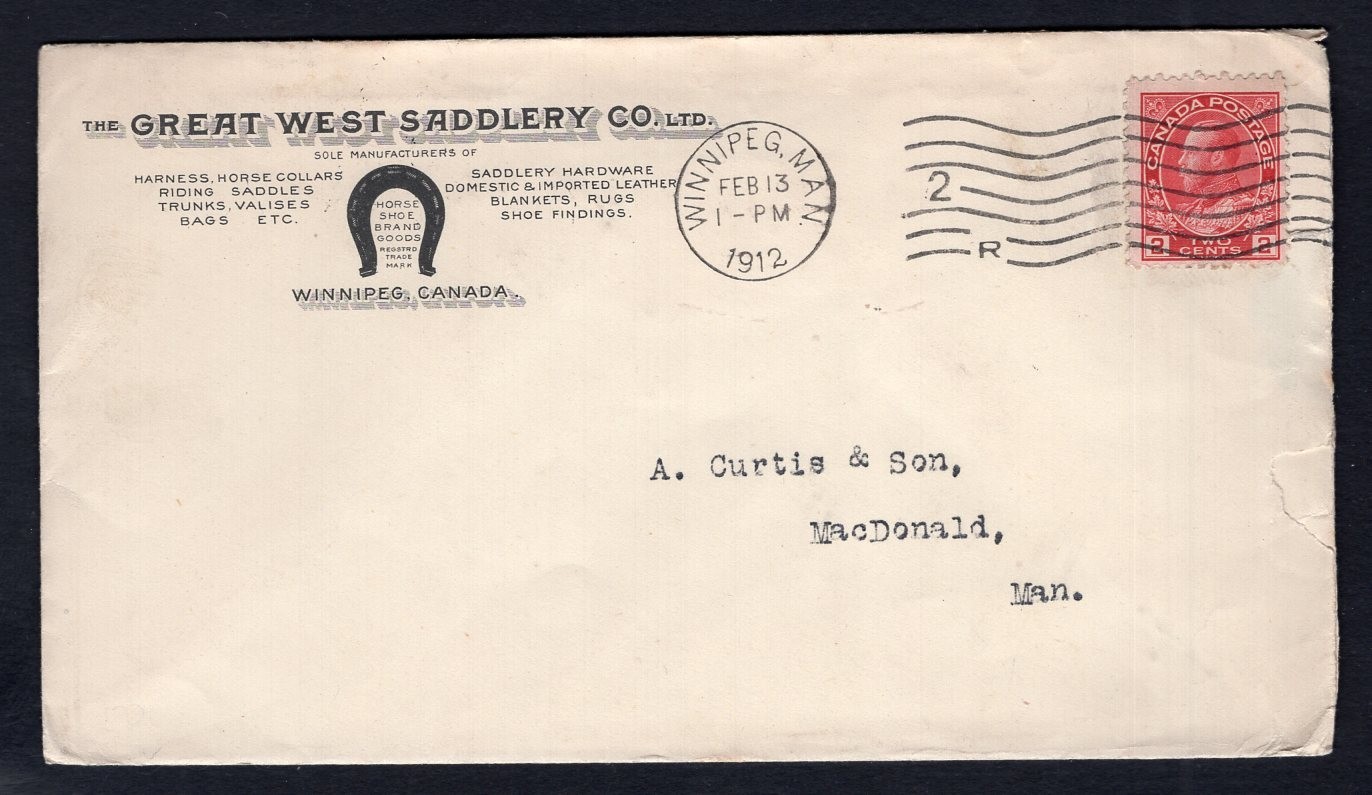 THE GREAT WEST SADDLERY CO. LTD.
SOLE MANUFACTURERS OF
HARNESS, HORSE COLLARS
RIDING SADDLES
TRUNKS, VALISES
BAGS ETC.
HORSE
SHOE
BRAND
GOODS
REGSTRD
TRADE
MARK
SADDLERY HARDWARE
DOMESTIC & IMPORTED LEATHER
BLANKETS, RUGS
SHOE FINDINGS.
WINNIPEG, CANADA.
WINNIPEG, MAN.
FEB 13
1 - PM
1912
2
R
CANADA POSTAGE
2 TWO CENTS 2
A. Curtis & Son,
MacDonald,
Man.